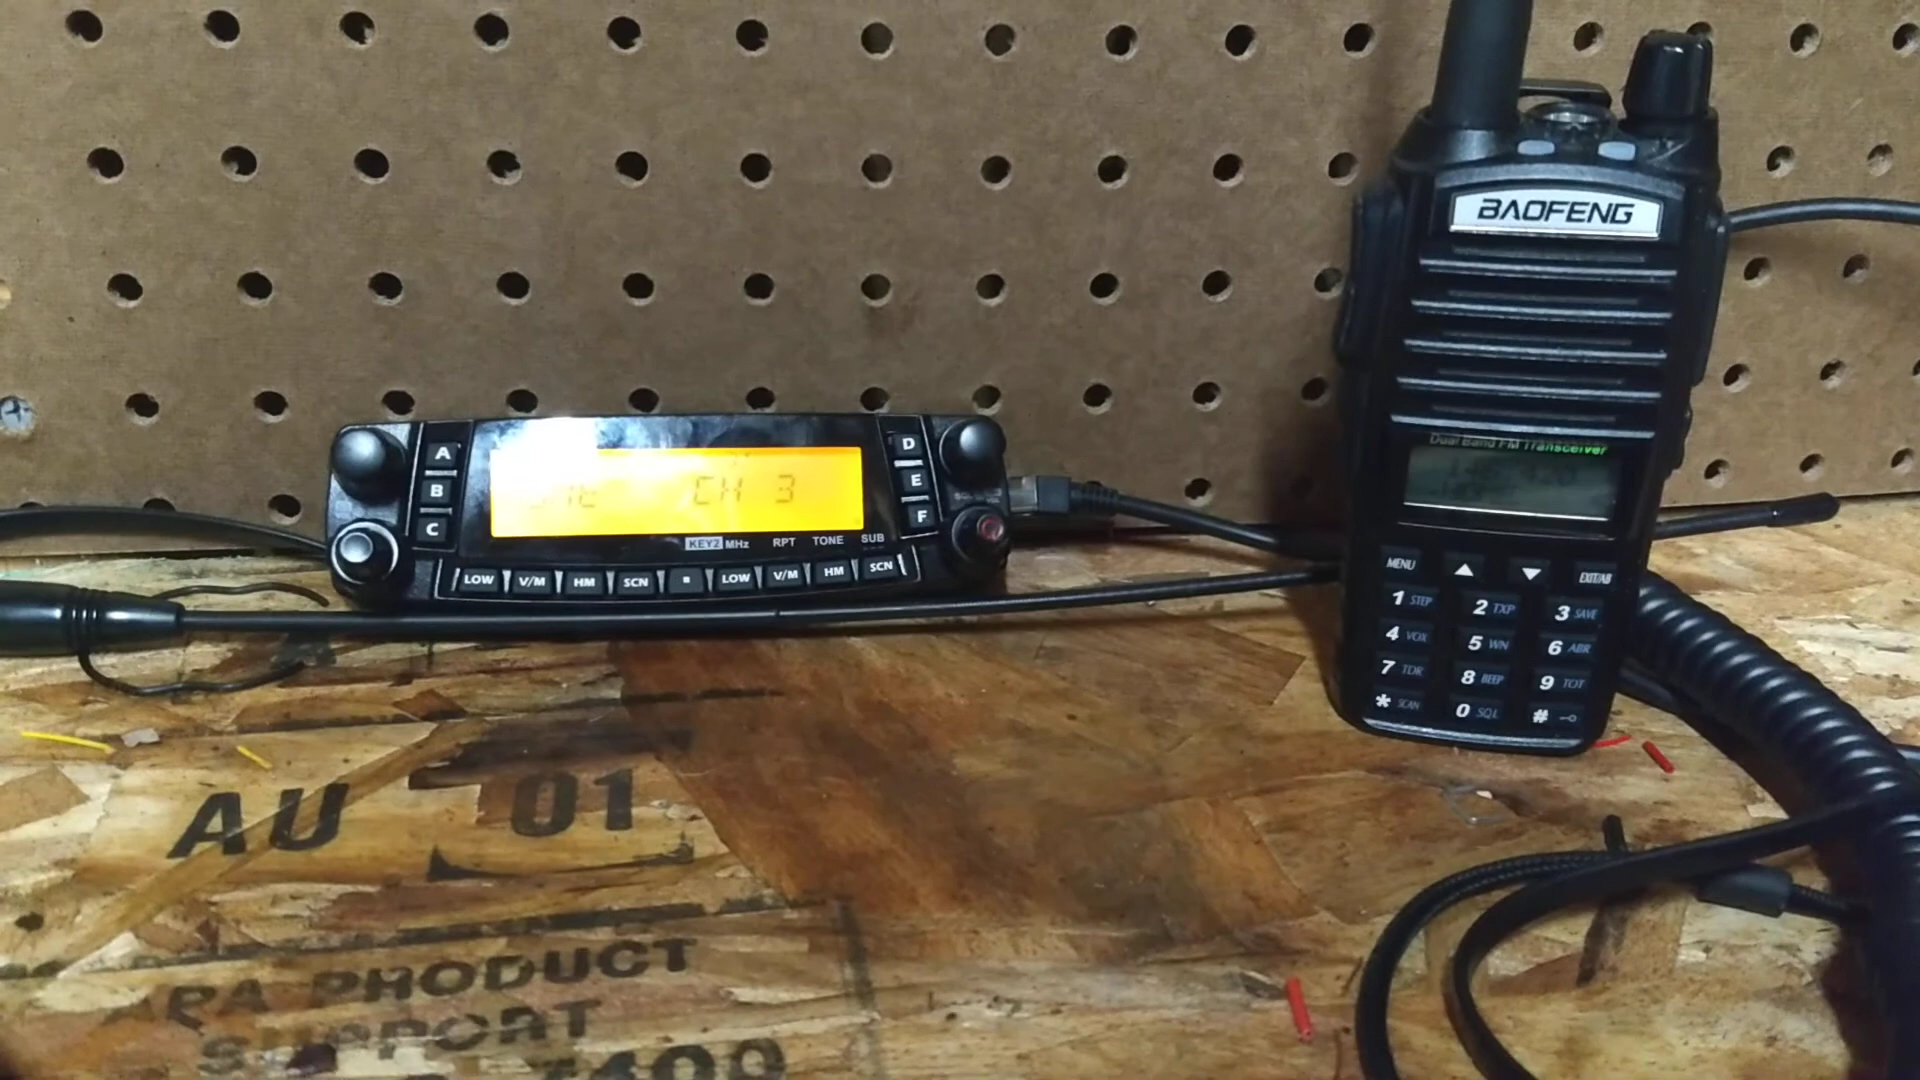 BAOFENG
Dual Band FM Transceiver
A
B
C
CH 3
D
E
F
KEY2 MHz RPT TONE SUB
LOW V/M HM SCN LOW V/M HM SCN
MENU EXIT/AB
1 STEP 2 TXP 3 SAVE
4 VOX 5 WN 6 ABR
7 TDR 8 BEEP 9 TOT
* SCAN 0 SQL #
AU 01
PRODUCT
SUPPORT